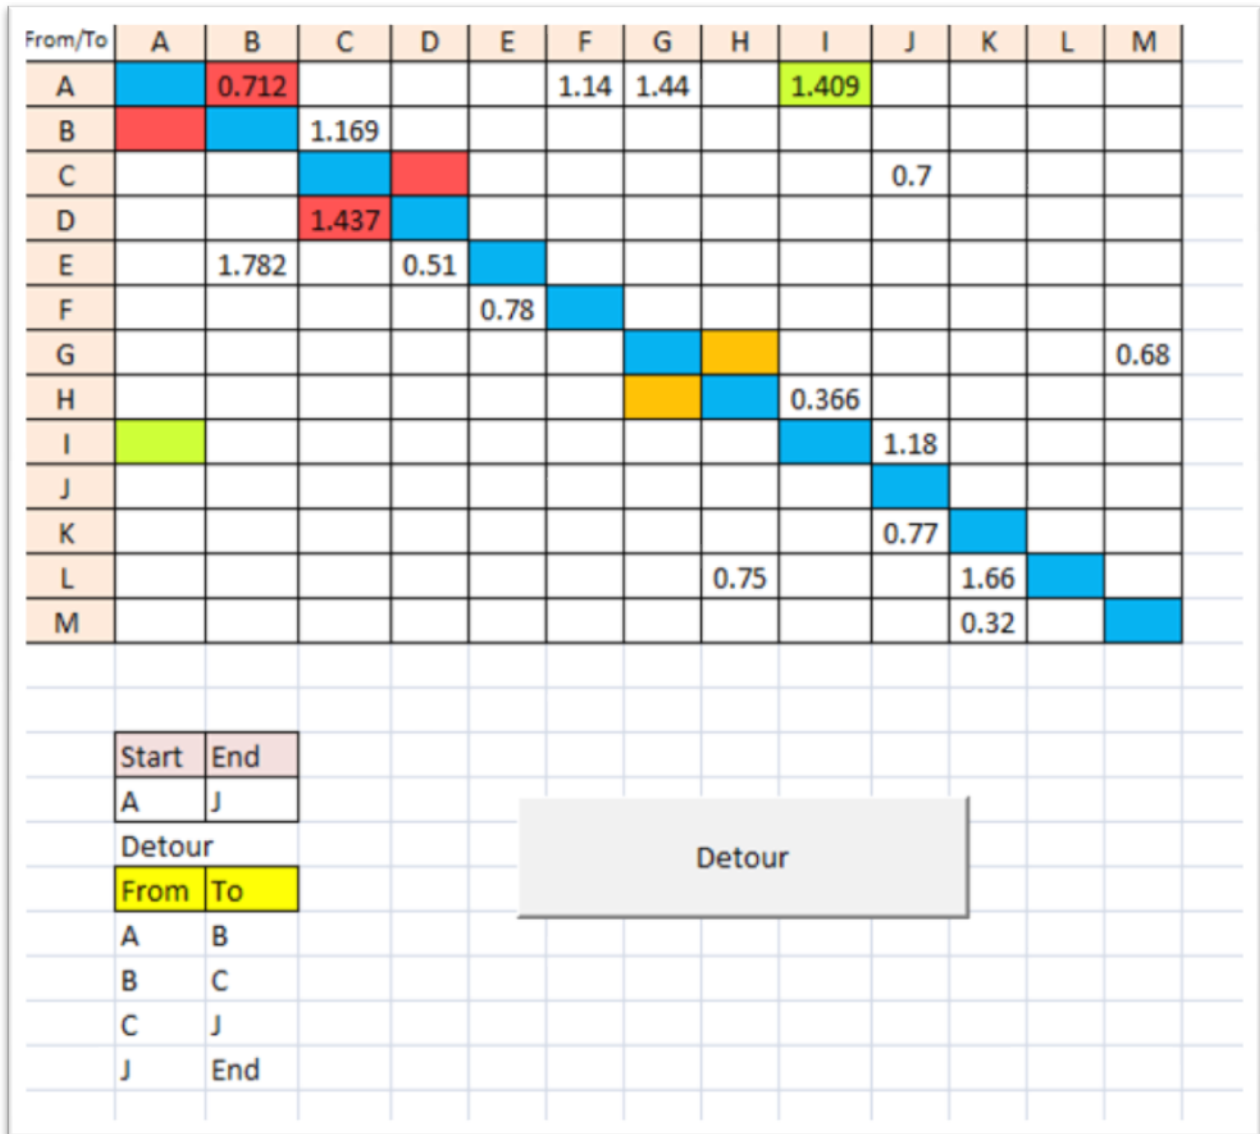 From/To A B C D E F G H I J K L M
A 0.712 1.14 1.44 1.409
B 1.169
C 0.7
D 1.437
E 1.782 0.51
F 0.78
G 0.68
H 0.366
I 1.18
J
K 0.77
L 0.75 1.66
M 0.32
Start End
A J
Detour
Detour
From To
A B
B C
C J
J End